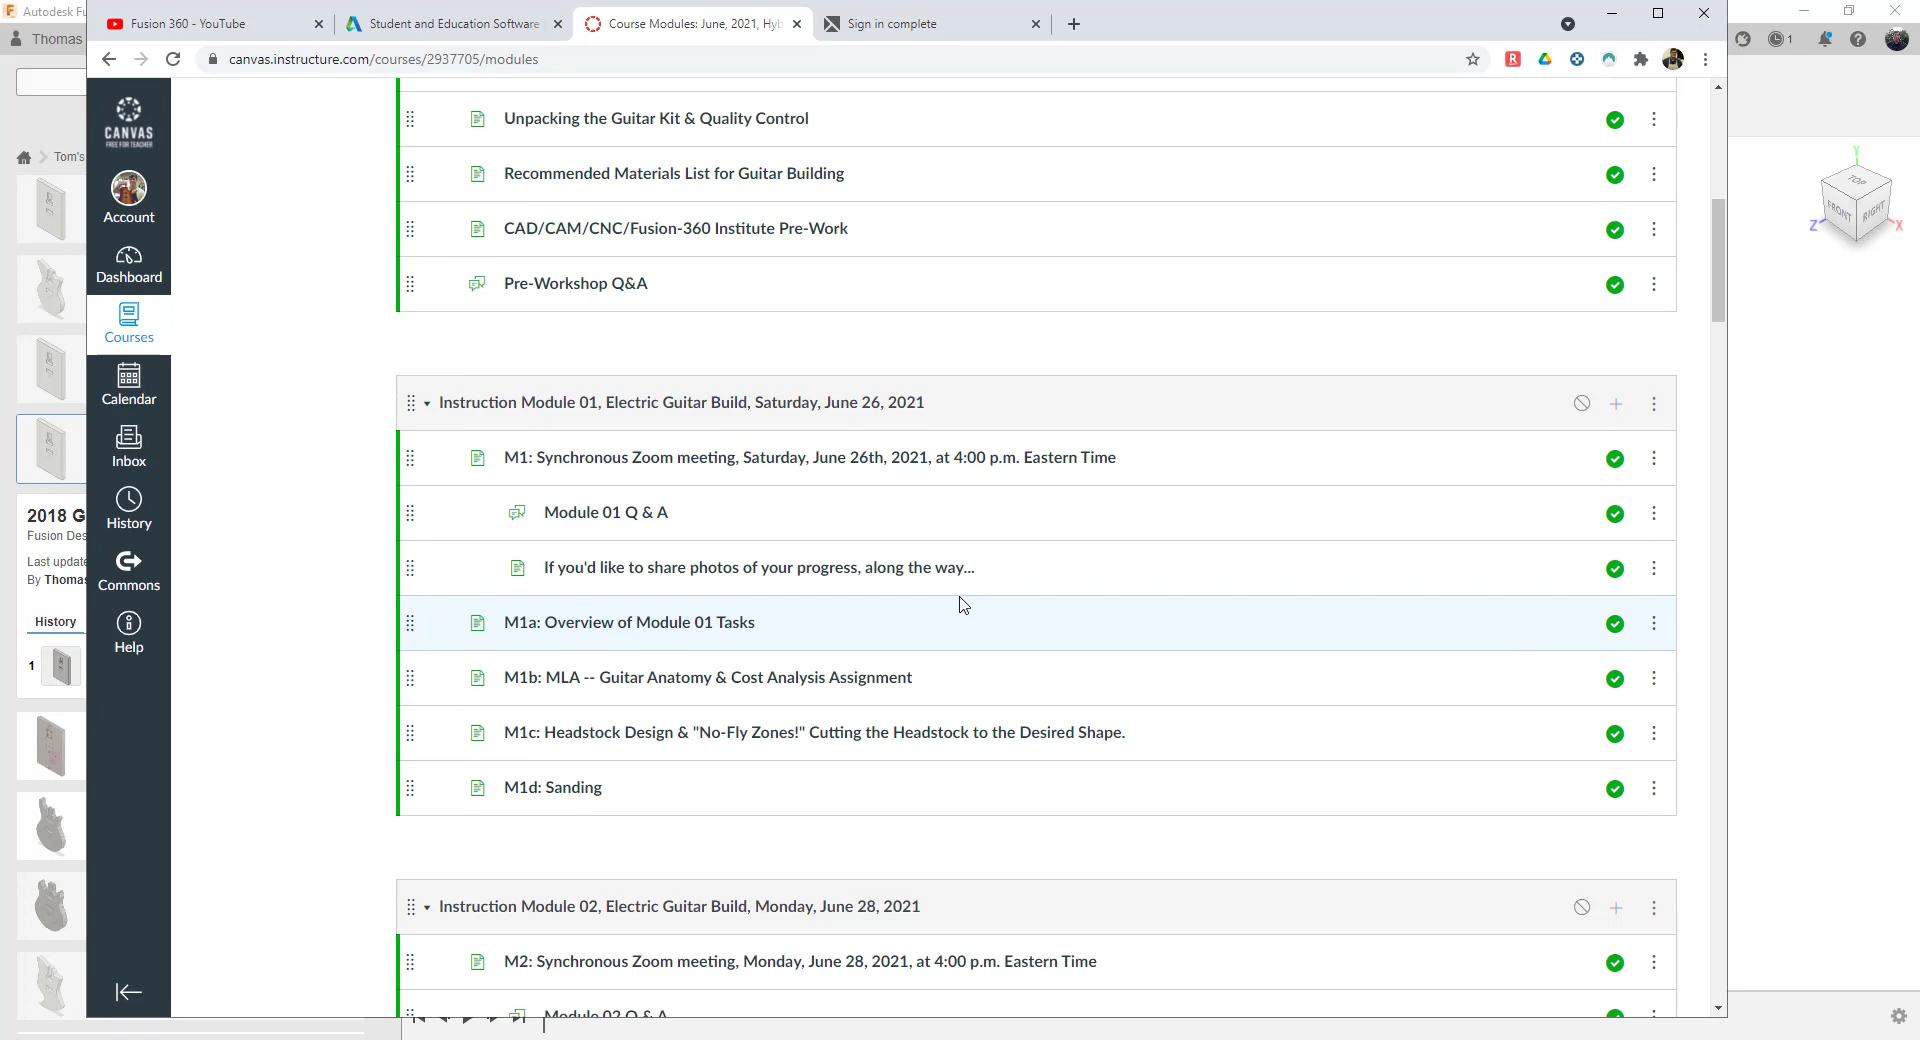 Autodesk Fu
Fusion 360 - YouTube
Student and Education Software
Course Modules: June, 2021, Hyb
Sign in complete
Thomas
canvas.instructure.com/courses/2937705/modules
1
CANVAS
FREE FOR TEACHER
Account
Dashboard
Courses
Calendar
Inbox
History
Commons
Help
Tom's
2018 G
Fusion Des
Last update
By Thomas
History
1
Unpacking the Guitar Kit & Quality Control
Recommended Materials List for Guitar Building
CAD/CAM/CNC/Fusion-360 Institute Pre-Work
Pre-Workshop Q&A
Instruction Module 01, Electric Guitar Build, Saturday, June 26, 2021
M1: Synchronous Zoom meeting, Saturday, June 26th, 2021, at 4:00 p.m. Eastern Time
Module 01 Q & A
If you'd like to share photos of your progress, along the way...
M1a: Overview of Module 01 Tasks
M1b: MLA -- Guitar Anatomy & Cost Analysis Assignment
M1c: Headstock Design & "No-Fly Zones!" Cutting the Headstock to the Desired Shape.
M1d: Sanding
Instruction Module 02, Electric Guitar Build, Monday, June 28, 2021
M2: Synchronous Zoom meeting, Monday, June 28, 2021, at 4:00 p.m. Eastern Time
Module 02 Q & A
Y
TOP
FRONT
RIGHT
Z
X
R